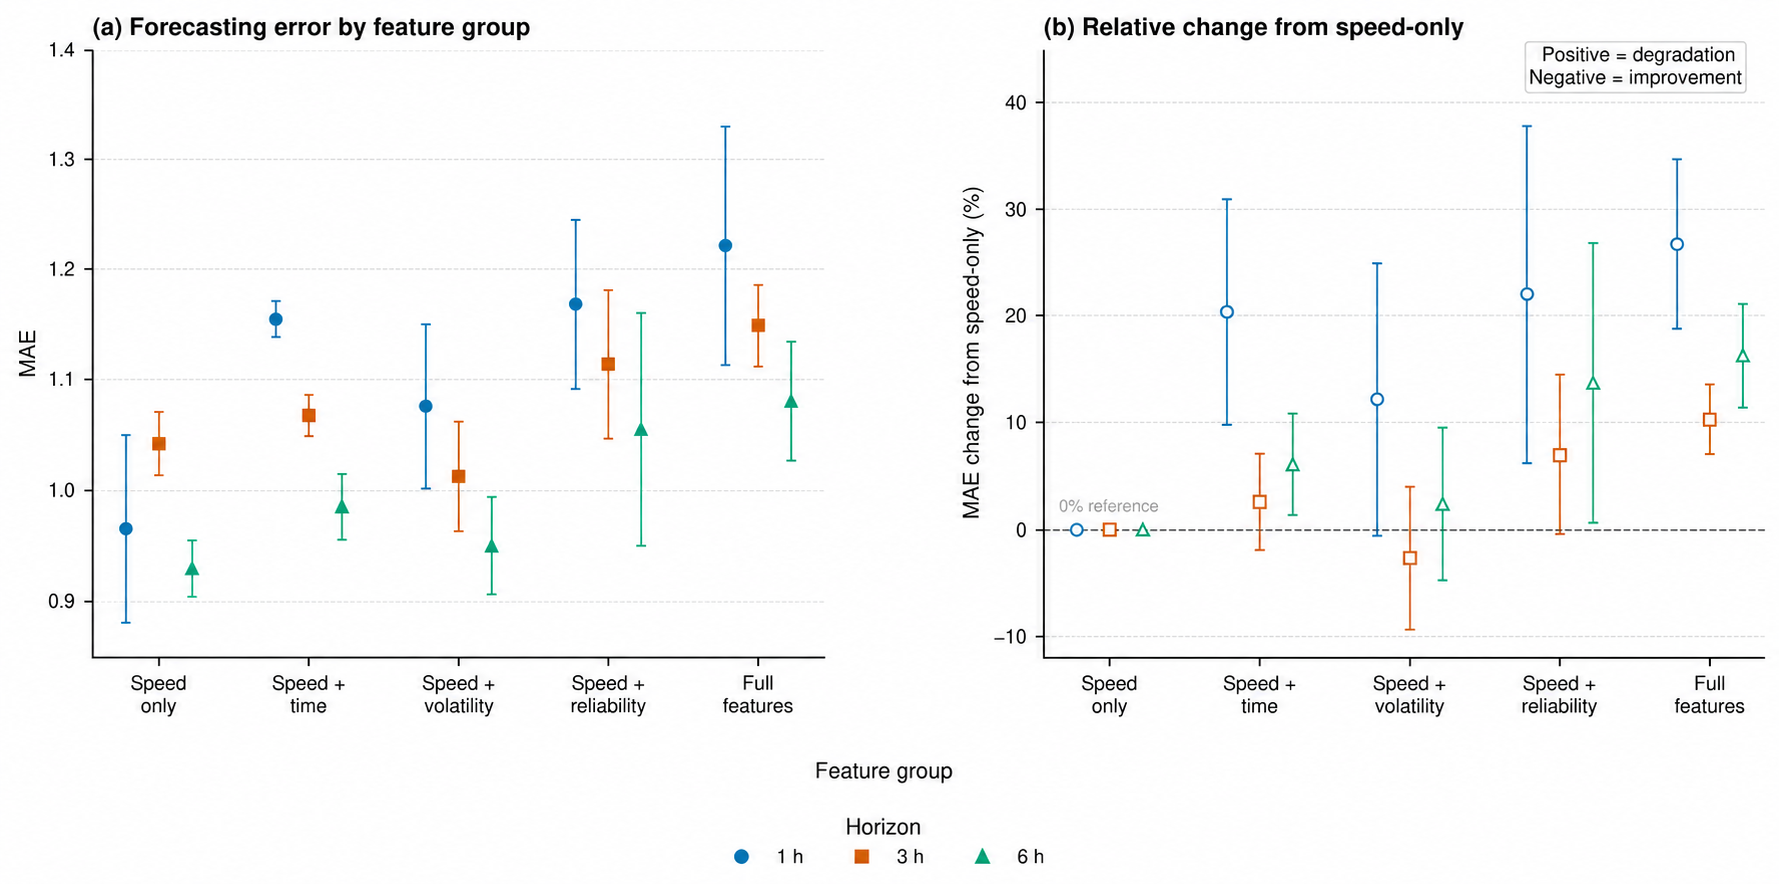 (a) Forecasting error by feature group
MAE
1.4
1.3
1.2
1.1
1.0
0.9
Speed
only
Speed +
time
Speed +
volatility
Speed +
reliability
Full
features
(b) Relative change from speed-only
Positive = degradation
Negative = improvement
MAE change from speed-only (%)
40
30
20
10
0
−10
0% reference
Speed
only
Speed +
time
Speed +
volatility
Speed +
reliability
Full
features
Feature group
Horizon
1 h
3 h
6 h